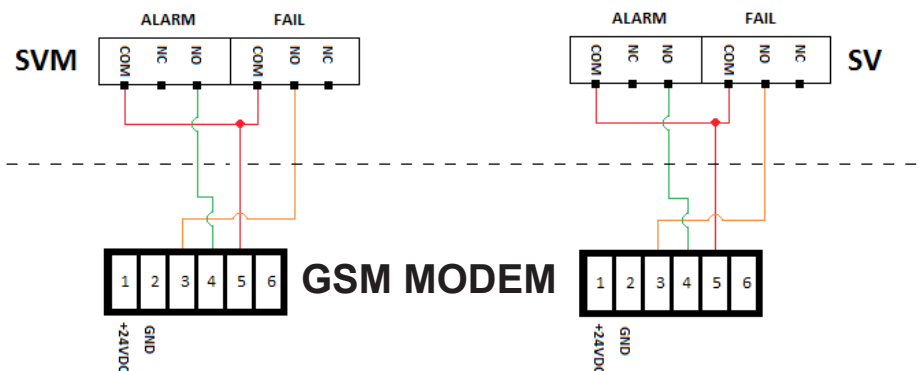 ALARM FAIL
SVM
COM NC NO COM NO NC
1 2 3 4 5 6
+24VDC GND
GSM MODEM
ALARM FAIL
COM NC NO COM NO NC
SV
1 2 3 4 5 6
+24VDC GND